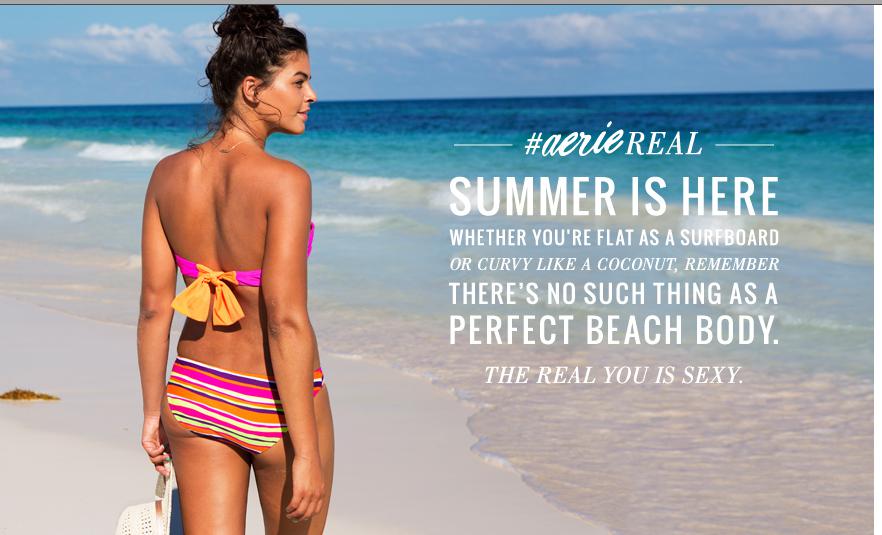 #aerie REAL
SUMMER IS HERE
WHETHER YOU'RE FLAT AS A SURFBOARD
OR CURVY LIKE A COCONUT, REMEMBER
THERE'S NO SUCH THING AS A
PERFECT BEACH BODY.
THE REAL YOU IS SEXY.